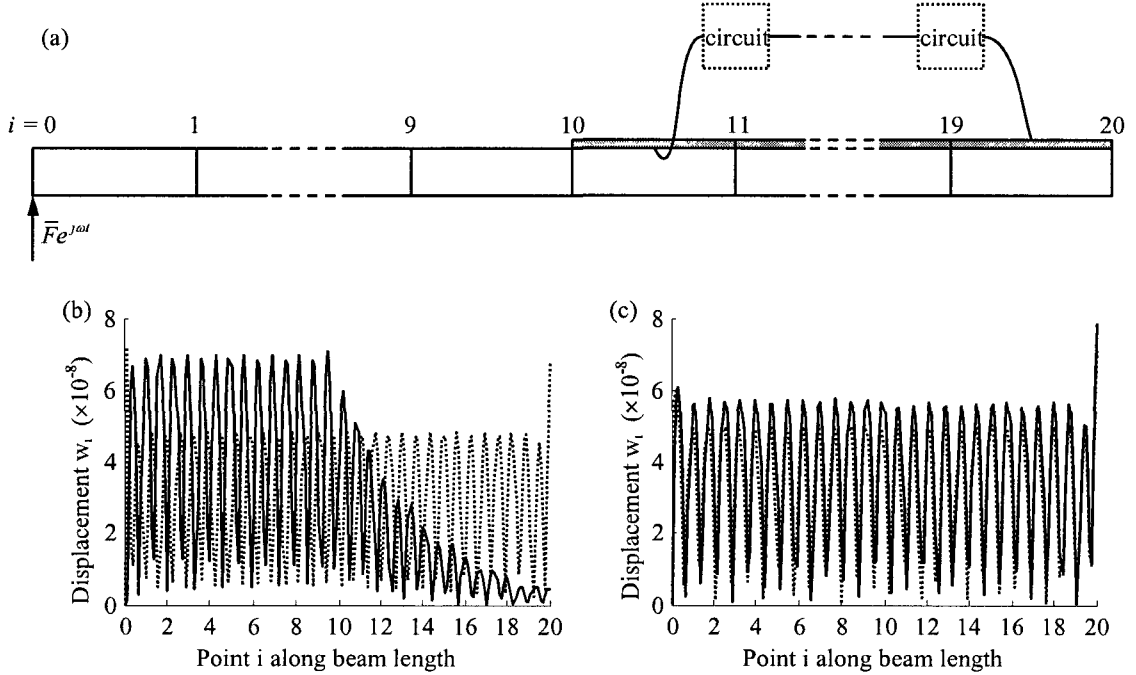 (a)
circuit circuit
i = 0 1 9 10 11 19 20
F̅e^{jωt}
(b)
8
6
4
2
0
Displacement wᵢ (×10⁻⁸)
0 2 4 6 8 10 12 14 16 18 20
Point i along beam length
(c)
8
6
4
2
0
Displacement wᵢ (×10⁻⁸)
0 2 4 6 8 10 12 14 16 18 20
Point i along beam length